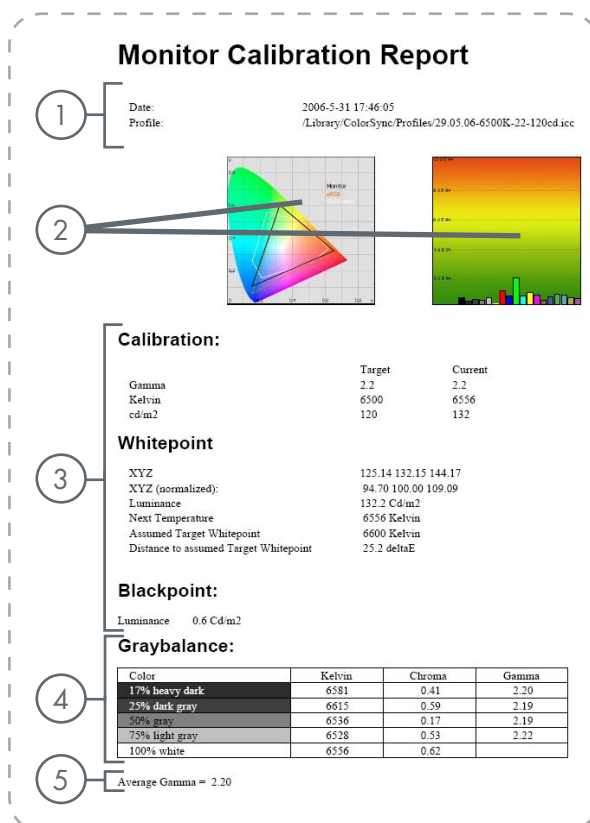 Monitor Calibration Report
1
Date: 2006-5-31 17:46:05
Profile: /Library/ColorSync/Profiles/29.05.06-6500K-22-120cd.icc
2
Monitor
sRGB
3
Calibration:
Target Current
Gamma 2.2 2.2
Kelvin 6500 6556
cd/m2 120 132
Whitepoint
XYZ 125.14 132.15 144.17
XYZ (normalized): 94.70 100.00 109.09
Luminance 132.2 Cd/m2
Next Temperature 6556 Kelvin
Assumed Target Whitepoint 6600 Kelvin
Distance to assumed Target Whitepoint 25.2 deltaE
Blackpoint:
Luminance 0.6 Cd/m2
4
Graybalance:
Color Kelvin Chroma Gamma
17% heavy dark 6581 0.41 2.20
25% dark gray 6615 0.59 2.19
50% gray 6536 0.17 2.19
75% light gray 6528 0.53 2.22
100% white 6556 0.62
5
Average Gamma = 2.20